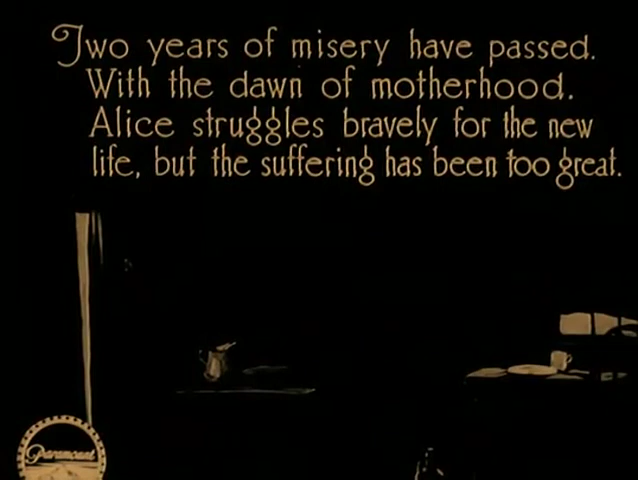 Two years of misery have passed.
With the dawn of motherhood.
Alice struggles bravely for the new
life, but the suffering has been too great.
Paramount